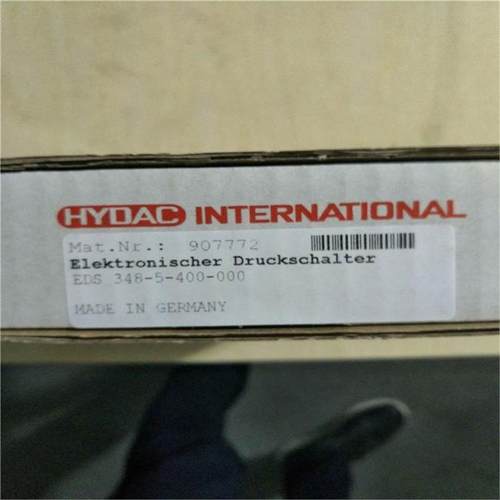 HYDAC INTERNATIONAL
Mat.Nr.: 907772
Elektronischer Druckschalter
EDS 348-5-400-000
MADE IN GERMANY